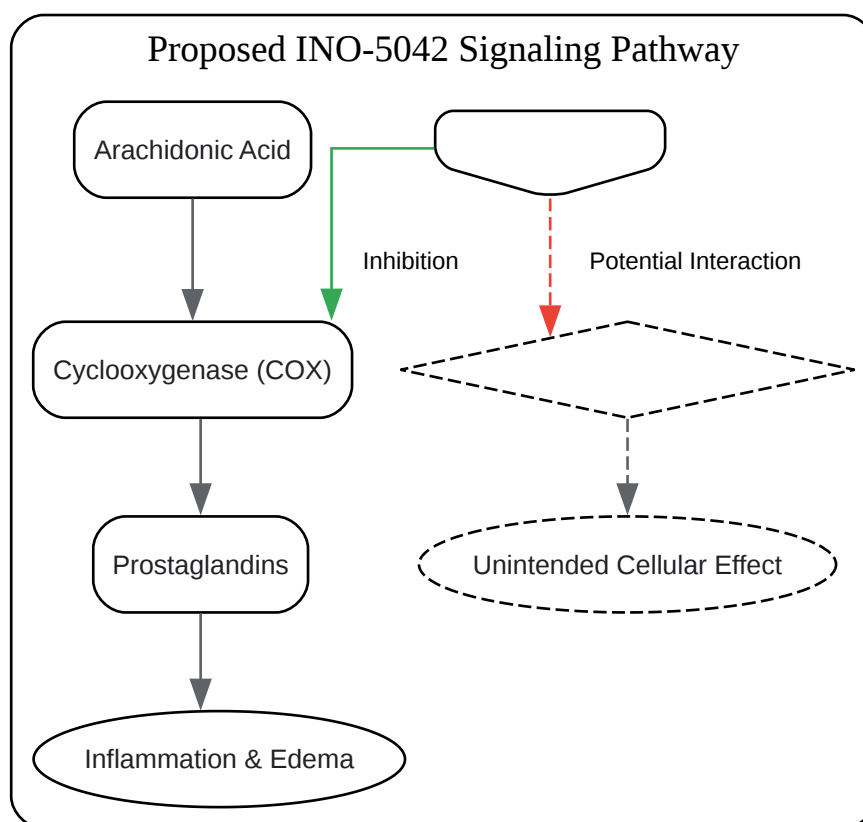 Proposed INO-5042 Signaling Pathway
Arachidonic Acid
Inhibition
Potential Interaction
Cyclooxygenase (COX)
Prostaglandins
Unintended Cellular Effect
Inflammation & Edema